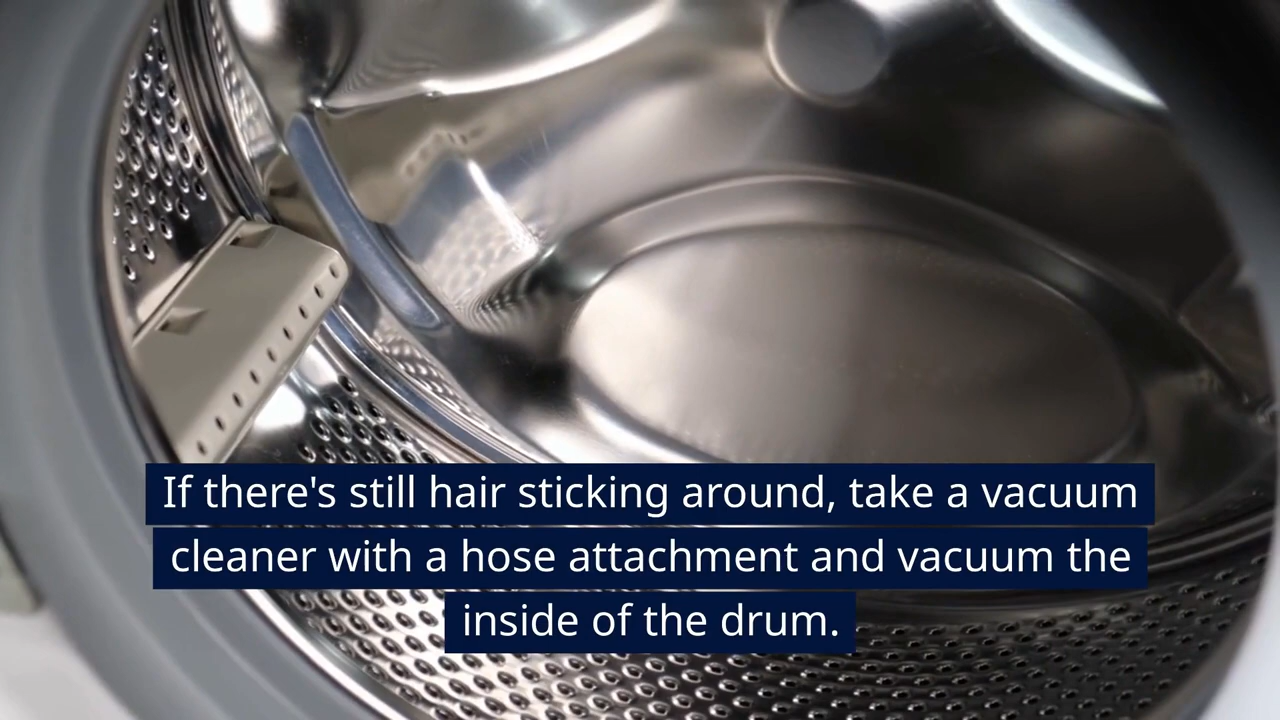 If there's still hair sticking around, take a vacuum
cleaner with a hose attachment and vacuum the
inside of the drum.